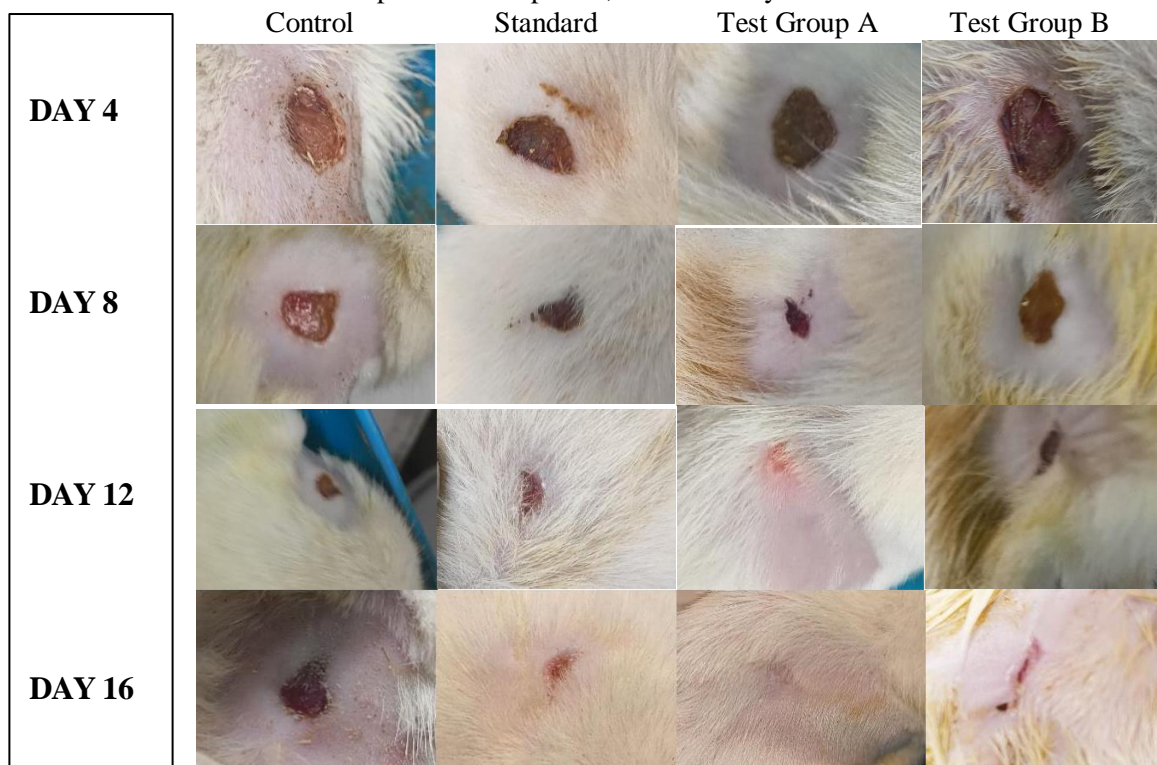 Control Standard Test Group A Test Group B
DAY 4
DAY 8
DAY 12
DAY 16